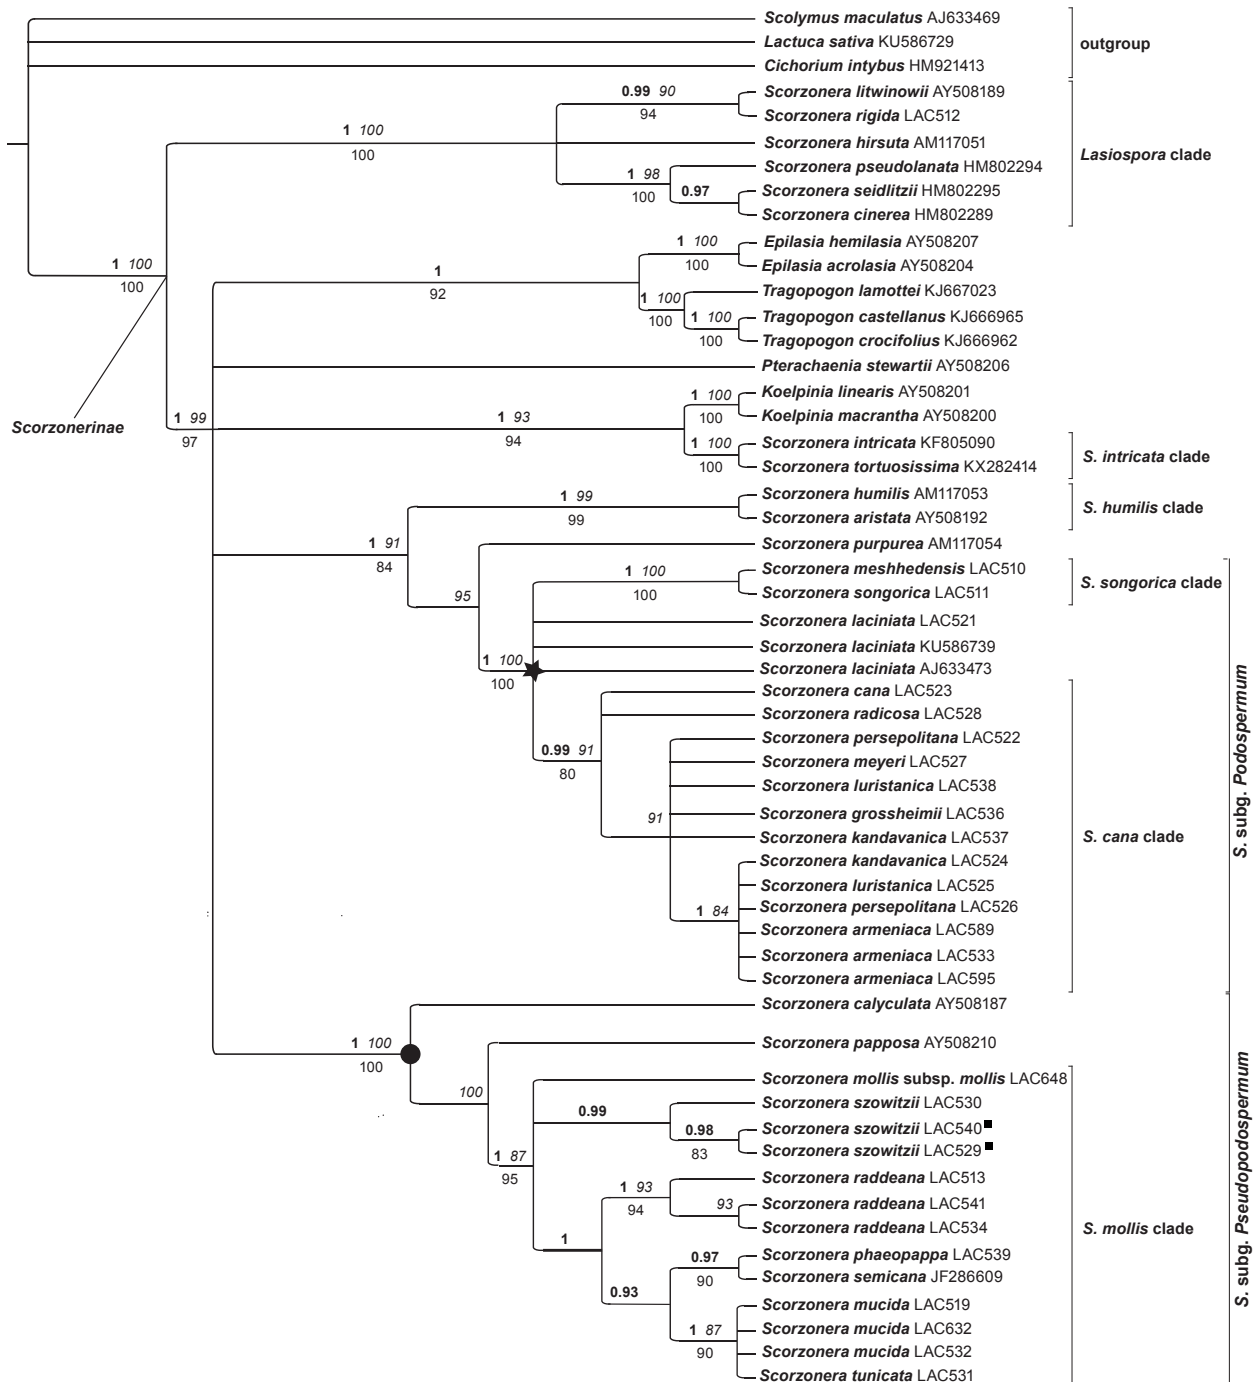 Scolymus maculatus AJ633469
Lactuca sativa KU586729
outgroup
Cichorium intybus HM921413
0.99 90
Scorzonera litwinowii AY508189
94
Scorzonera rigida LAC512
1 100
100
Scorzonera hirsuta AM117051
Lasiospora clade
1 98
100
Scorzonera pseudolanata HM802294
0.97
Scorzonera seidlitzii HM802295
Scorzonera cinerea HM802289
1 100
100
Scorzonerinae
1 100
100
Epilasia hemilasia AY508207
Epilasia acrolasia AY508204
1
92
1 100
100
Tragopogon lamottei KJ667023
1 100
100
Tragopogon castellanus KJ666965
Tragopogon crocifolius KJ666962
Pterachaenia stewartii AY508206
1 99
97
1 93
94
1 100
100
Koelpinia linearis AY508201
Koelpinia macrantha AY508200
1 100
100
Scorzonera intricata KF805090
Scorzonera tortuosissima KX282414
S. intricata clade
1 99
99
Scorzonera humilis AM117053
Scorzonera aristata AY508192
S. humilis clade
1 91
84
Scorzonera purpurea AM117054
95
1 100
100
Scorzonera meshhedensis LAC510
Scorzonera songorica LAC511
S. songorica clade
Scorzonera laciniata LAC521
Scorzonera laciniata KU586739
Scorzonera laciniata AJ633473
1 100
100
Scorzonera cana LAC523
Scorzonera radicosa LAC528
0.99 91
80
Scorzonera persepolitana LAC522
Scorzonera meyeri LAC527
Scorzonera luristanica LAC538
91
Scorzonera grossheimii LAC536
Scorzonera kandavanica LAC537
S. cana clade
S. subg. Podospermum
Scorzonera kandavanica LAC524
Scorzonera luristanica LAC525
1 84
Scorzonera persepolitana LAC526
Scorzonera armeniaca LAC589
Scorzonera armeniaca LAC533
Scorzonera armeniaca LAC595
Scorzonera calyculata AY508187
1 100
100
Scorzonera papposa AY508210
100
Scorzonera mollis subsp. mollis LAC648
0.99
Scorzonera szowitzii LAC530
0.98
83
Scorzonera szowitzii LAC540
Scorzonera szowitzii LAC529
1 87
95
1 93
94
Scorzonera raddeana LAC513
93
Scorzonera raddeana LAC541
Scorzonera raddeana LAC534
S. mollis clade
S. subg. Pseudopodospermum
1
0.97
90
Scorzonera phaeopappa LAC539
Scorzonera semicana JF286609
0.93
Scorzonera mucida LAC519
1 87
90
Scorzonera mucida LAC632
Scorzonera mucida LAC532
Scorzonera tunicata LAC531